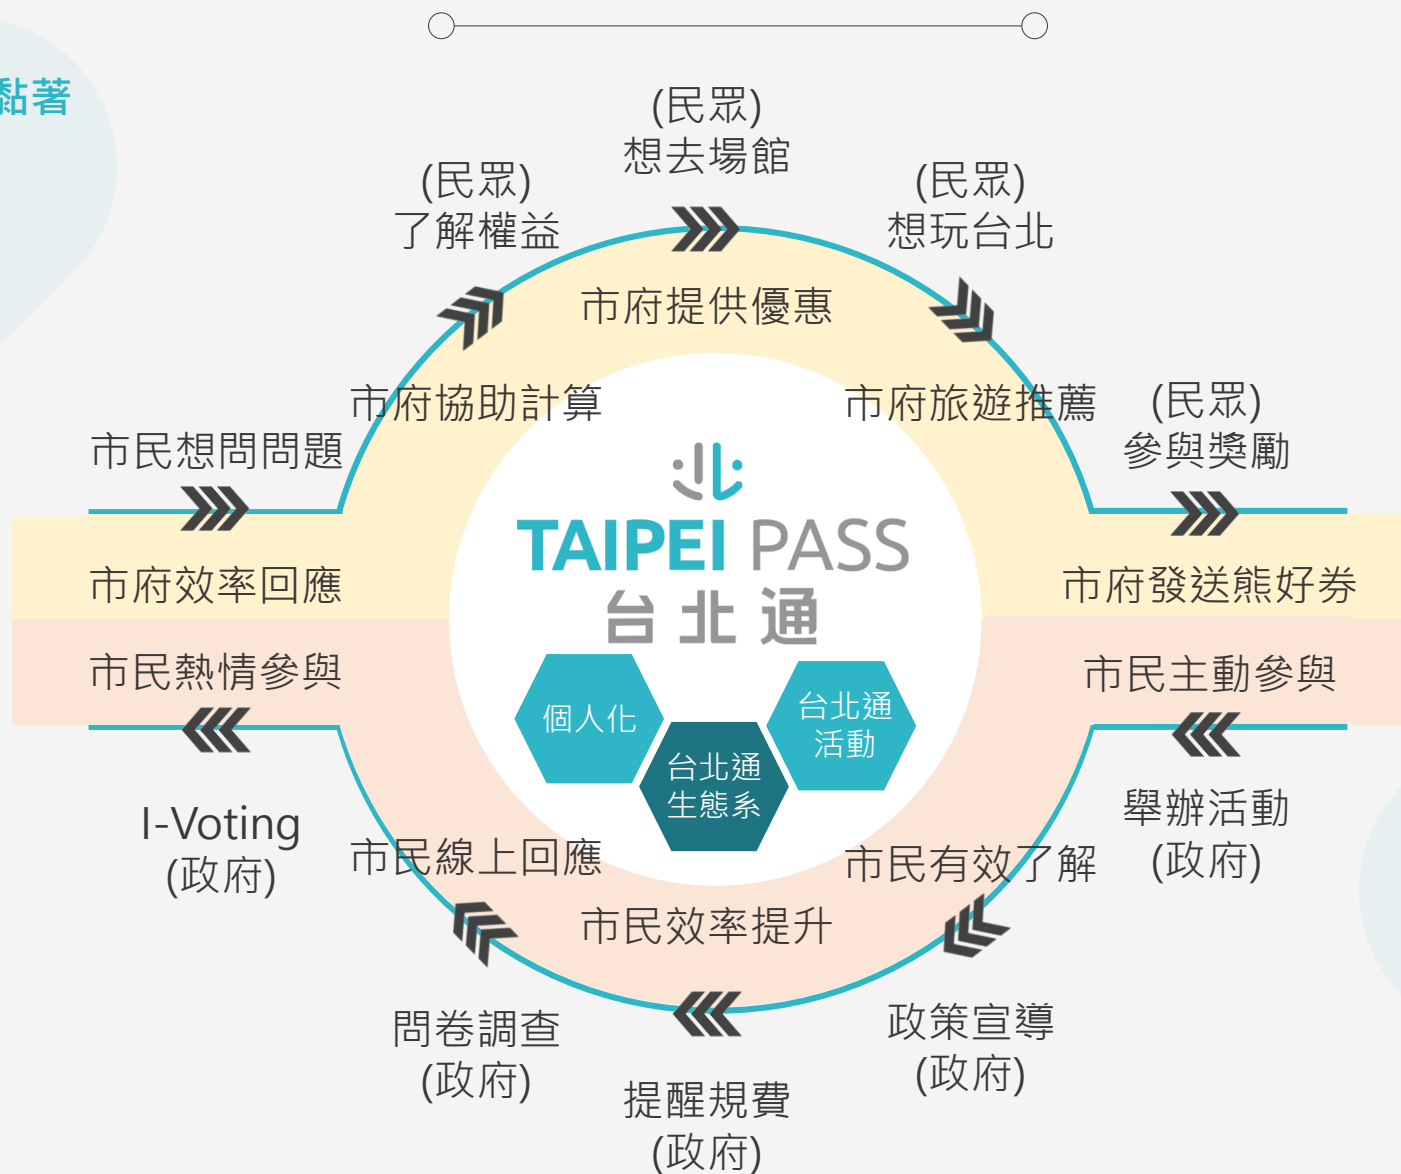 黏著
(民眾)
想去場館
(民眾)
了解權益
(民眾)
想玩台北
市府提供優惠
市府協助計算
市府旅遊推薦
(民眾)
參與獎勵
市民想問問題
TAIPEI PASS
台北通
市府效率回應
市府發送熊好券
市民熱情參與
市民主動參與
個人化
台北通
生態系
台北通
活動
I-Voting
(政府)
舉辦活動
(政府)
市民線上回應
市民有效了解
市民效率提升
問卷調查
(政府)
提醒規費
(政府)
政策宣導
(政府)